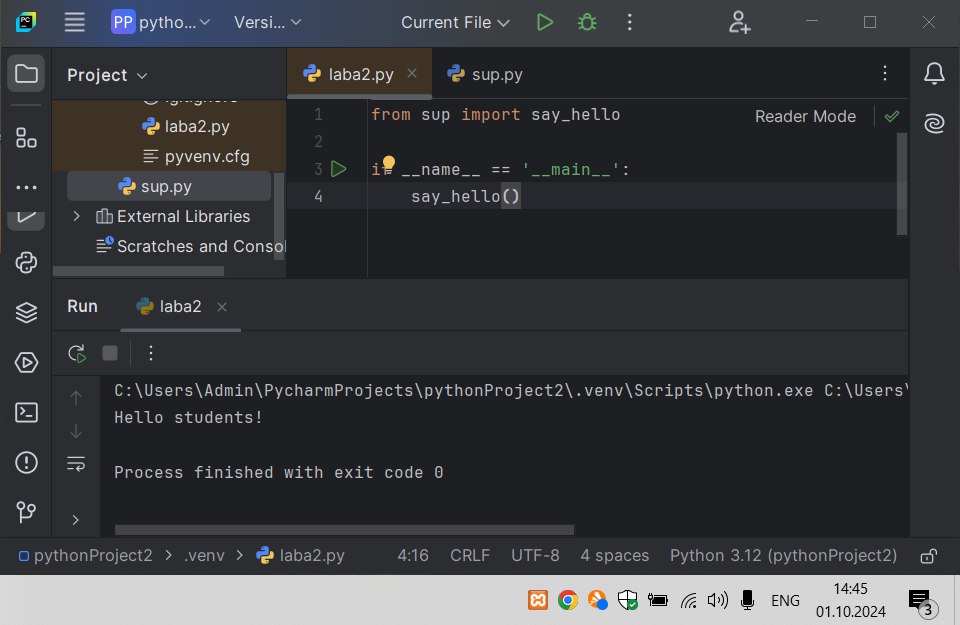 PP pytho... Versi... Current File
Project
laba2.py
sup.py
laba2.py
pyvenv.cfg
sup.py
External Libraries
Scratches and Conso
1 from sup import say_hello
Reader Mode
2
3 if __name__ == '__main__':
4 say_hello()
Run laba2
C:\Users\Admin\PycharmProjects\pythonProject2\.venv\Scripts\python.exe C:\Users\
Hello students!
Process finished with exit code 0
pythonProject2 > .venv > laba2.py 4:16 CRLF UTF-8 4 spaces Python 3.12 (pythonProject2)
ENG
14:45
01.10.2024
3